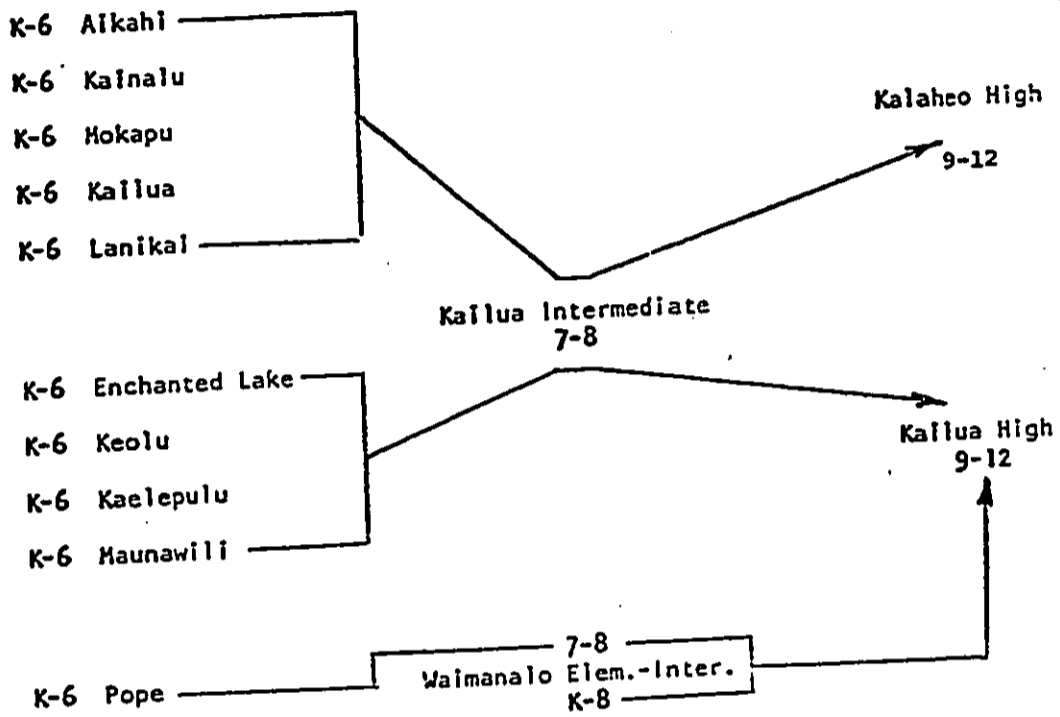 K-6 Aikahi
K-6 Kainalu
K-6 Mokapu
K-6 Kailua
K-6 Lanikai
Kalaheo High
9-12
Kailua Intermediate
7-8
K-6 Enchanted Lake
K-6 Keolu
K-6 Kaelepulu
K-6 Maunawili
Kailua High
9-12
K-6 Pope
7-8
Waimanalo Elem.-Inter.
K-8